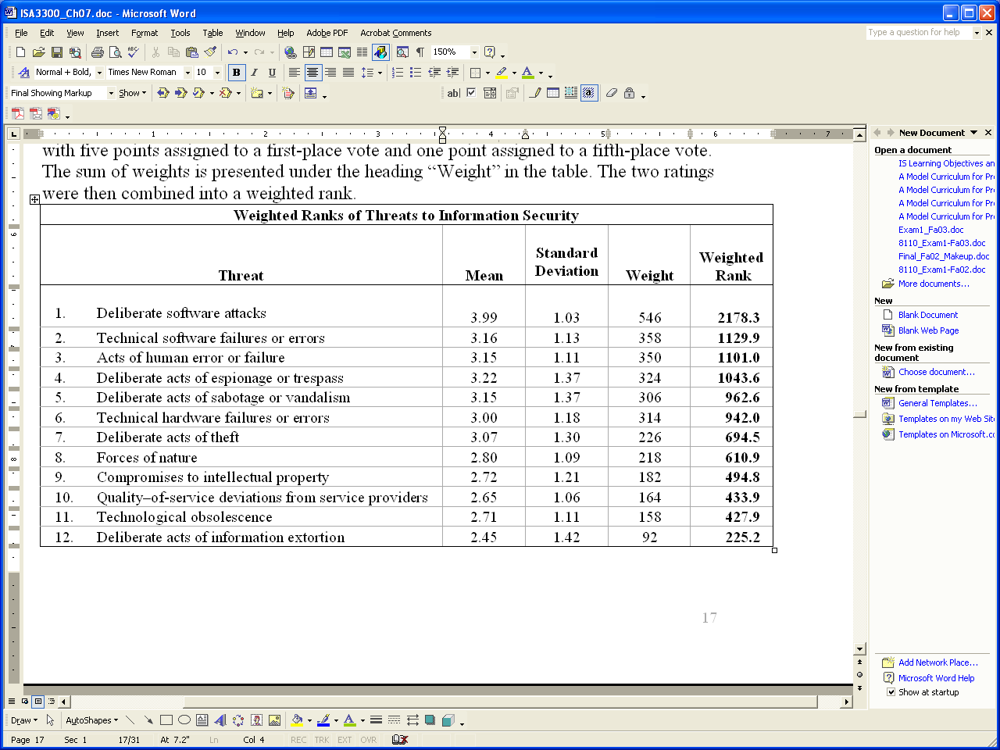 ISA3300_Ch07.doc - Microsoft Word
File Edit View Insert Format Tools Table Window Help Adobe PDF Acrobat Comments Type a question for help
150%
Normal + Bold, Times New Roman 10 B I U A
Final Showing Markup Show ab|
1 2 3 4 5 6 7
with five points assigned to a first-place vote and one point assigned to a fifth-place vote.
The sum of weights is presented under the heading “Weight” in the table. The two ratings
were then combined into a weighted rank.
Weighted Ranks of Threats to Information Security
Threat Mean Standard Deviation Weight Weighted Rank
1. Deliberate software attacks 3.99 1.03 546 2178.3
2. Technical software failures or errors 3.16 1.13 358 1129.9
3. Acts of human error or failure 3.15 1.11 350 1101.0
4. Deliberate acts of espionage or trespass 3.22 1.37 324 1043.6
5. Deliberate acts of sabotage or vandalism 3.15 1.37 306 962.6
6. Technical hardware failures or errors 3.00 1.18 314 942.0
7. Deliberate acts of theft 3.07 1.30 226 694.5
8. Forces of nature 2.80 1.09 218 610.9
9. Compromises to intellectual property 2.72 1.21 182 494.8
10. Quality–of-service deviations from service providers 2.65 1.06 164 433.9
11. Technological obsolescence 2.71 1.11 158 427.9
12. Deliberate acts of information extortion 2.45 1.42 92 225.2
17
New Document
Open a document
IS Learning Objectives an
A Model Curriculum for Pr
A Model Curriculum for Pr
A Model Curriculum for Pr
A Model Curriculum for Pr
Exam1_Fa03.doc
8110_Exam1-Fa03.doc
Final_Fa02_Makeup.doc
8110_Exam1-Fa02.doc
More documents...
New
Blank Document
Blank Web Page
New from existing
document
Choose document...
New from template
General Templates...
Templates on my Web Sit
Templates on Microsoft.co
Add Network Place...
Microsoft Word Help
Show at startup
Draw AutoShapes
Page 17 Sec 1 17/31 At 7.2" Ln Col 4 REC TRK EXT OVR